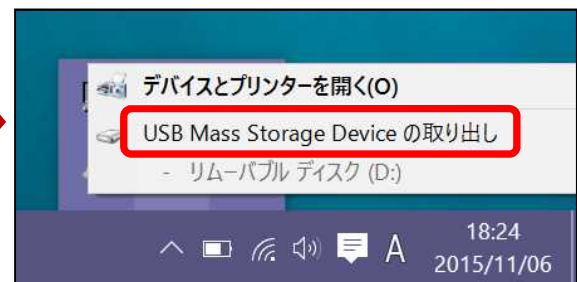 デバイスとプリンターを開く(O)
USB Mass Storage Device の取り出し
- リムーバブル ディスク (D:)
A
18:24
2015/11/06